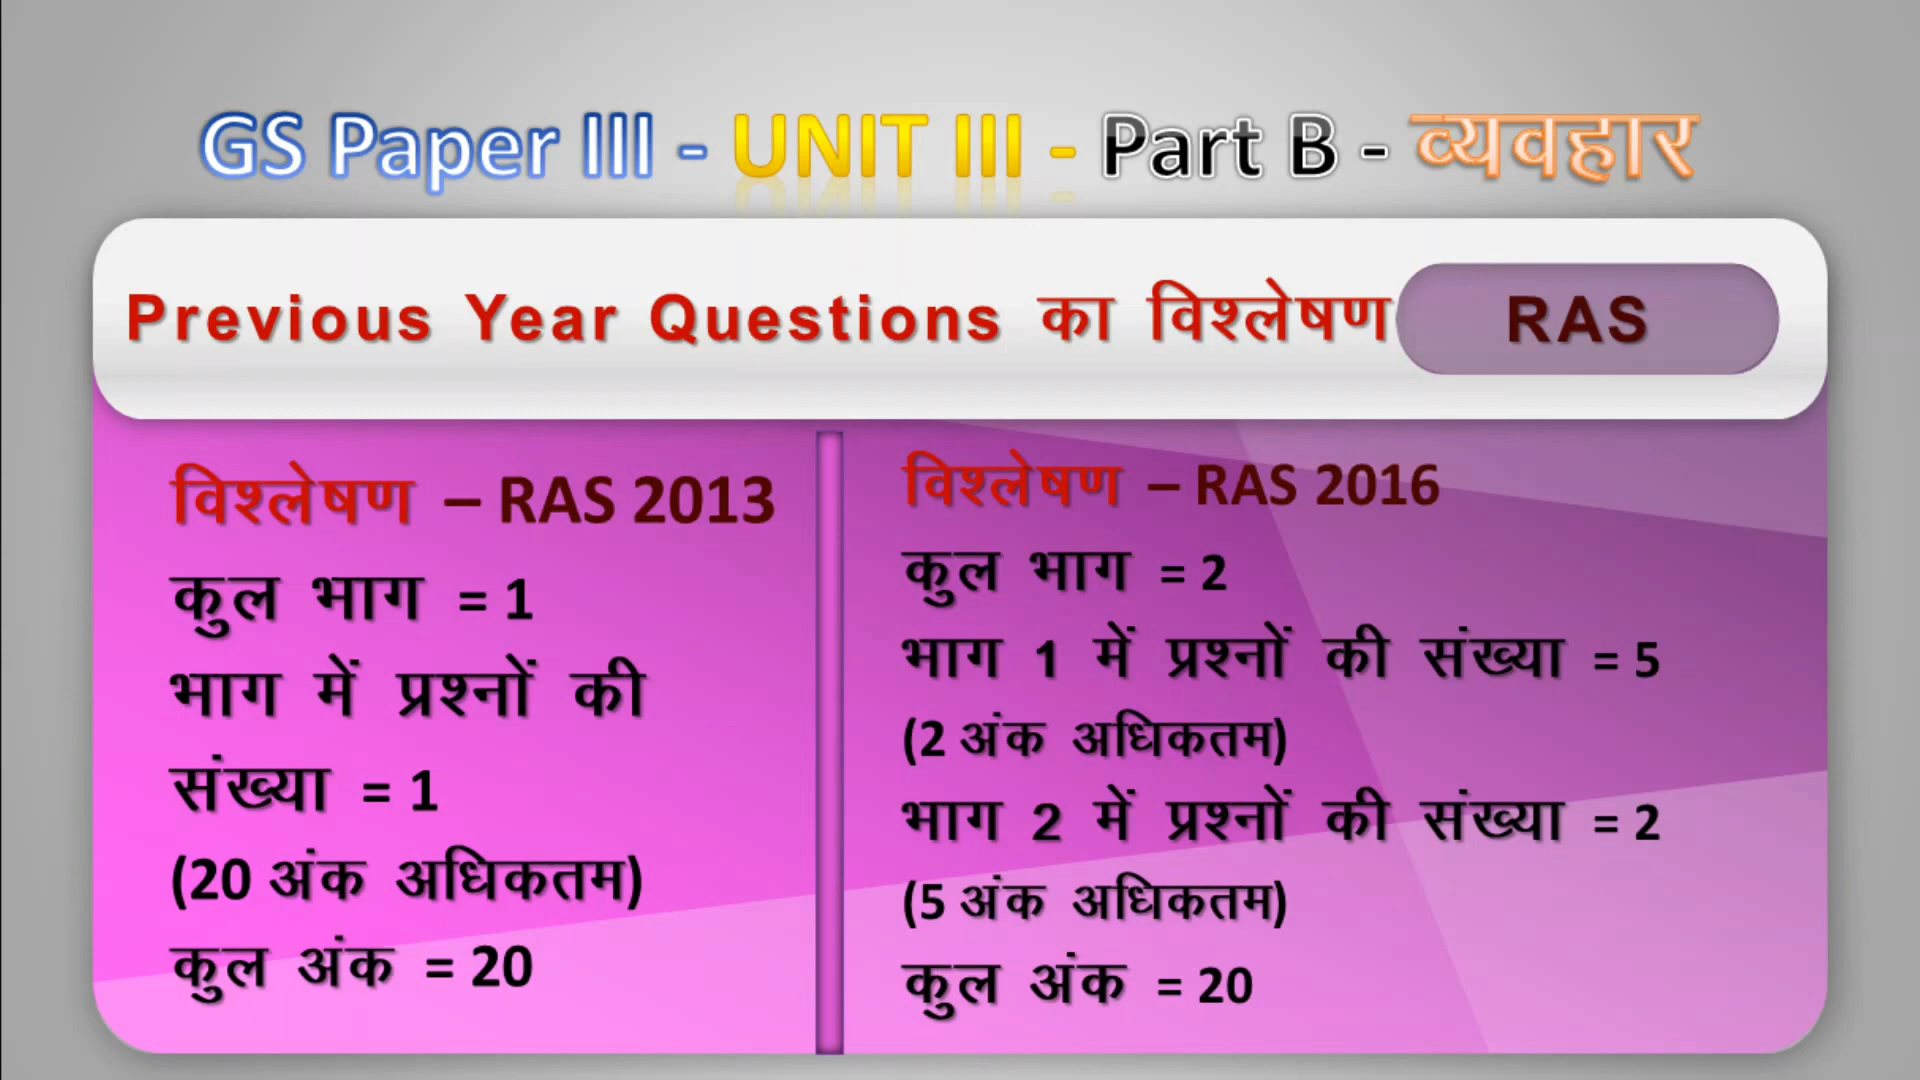 GS Paper III - UNIT III - Part B - व्यवहार
Previous Year Questions का विश्लेषण RAS
विश्लेषण – RAS 2013
कुल भाग = 1
भाग में प्रश्नों की
संख्या = 1
(20 अंक अधिकतम)
कुल अंक = 20
विश्लेषण – RAS 2016
कुल भाग = 2
भाग 1 में प्रश्नों की संख्या = 5
(2 अंक अधिकतम)
भाग 2 में प्रश्नों की संख्या = 2
(5 अंक अधिकतम)
कुल अंक = 20